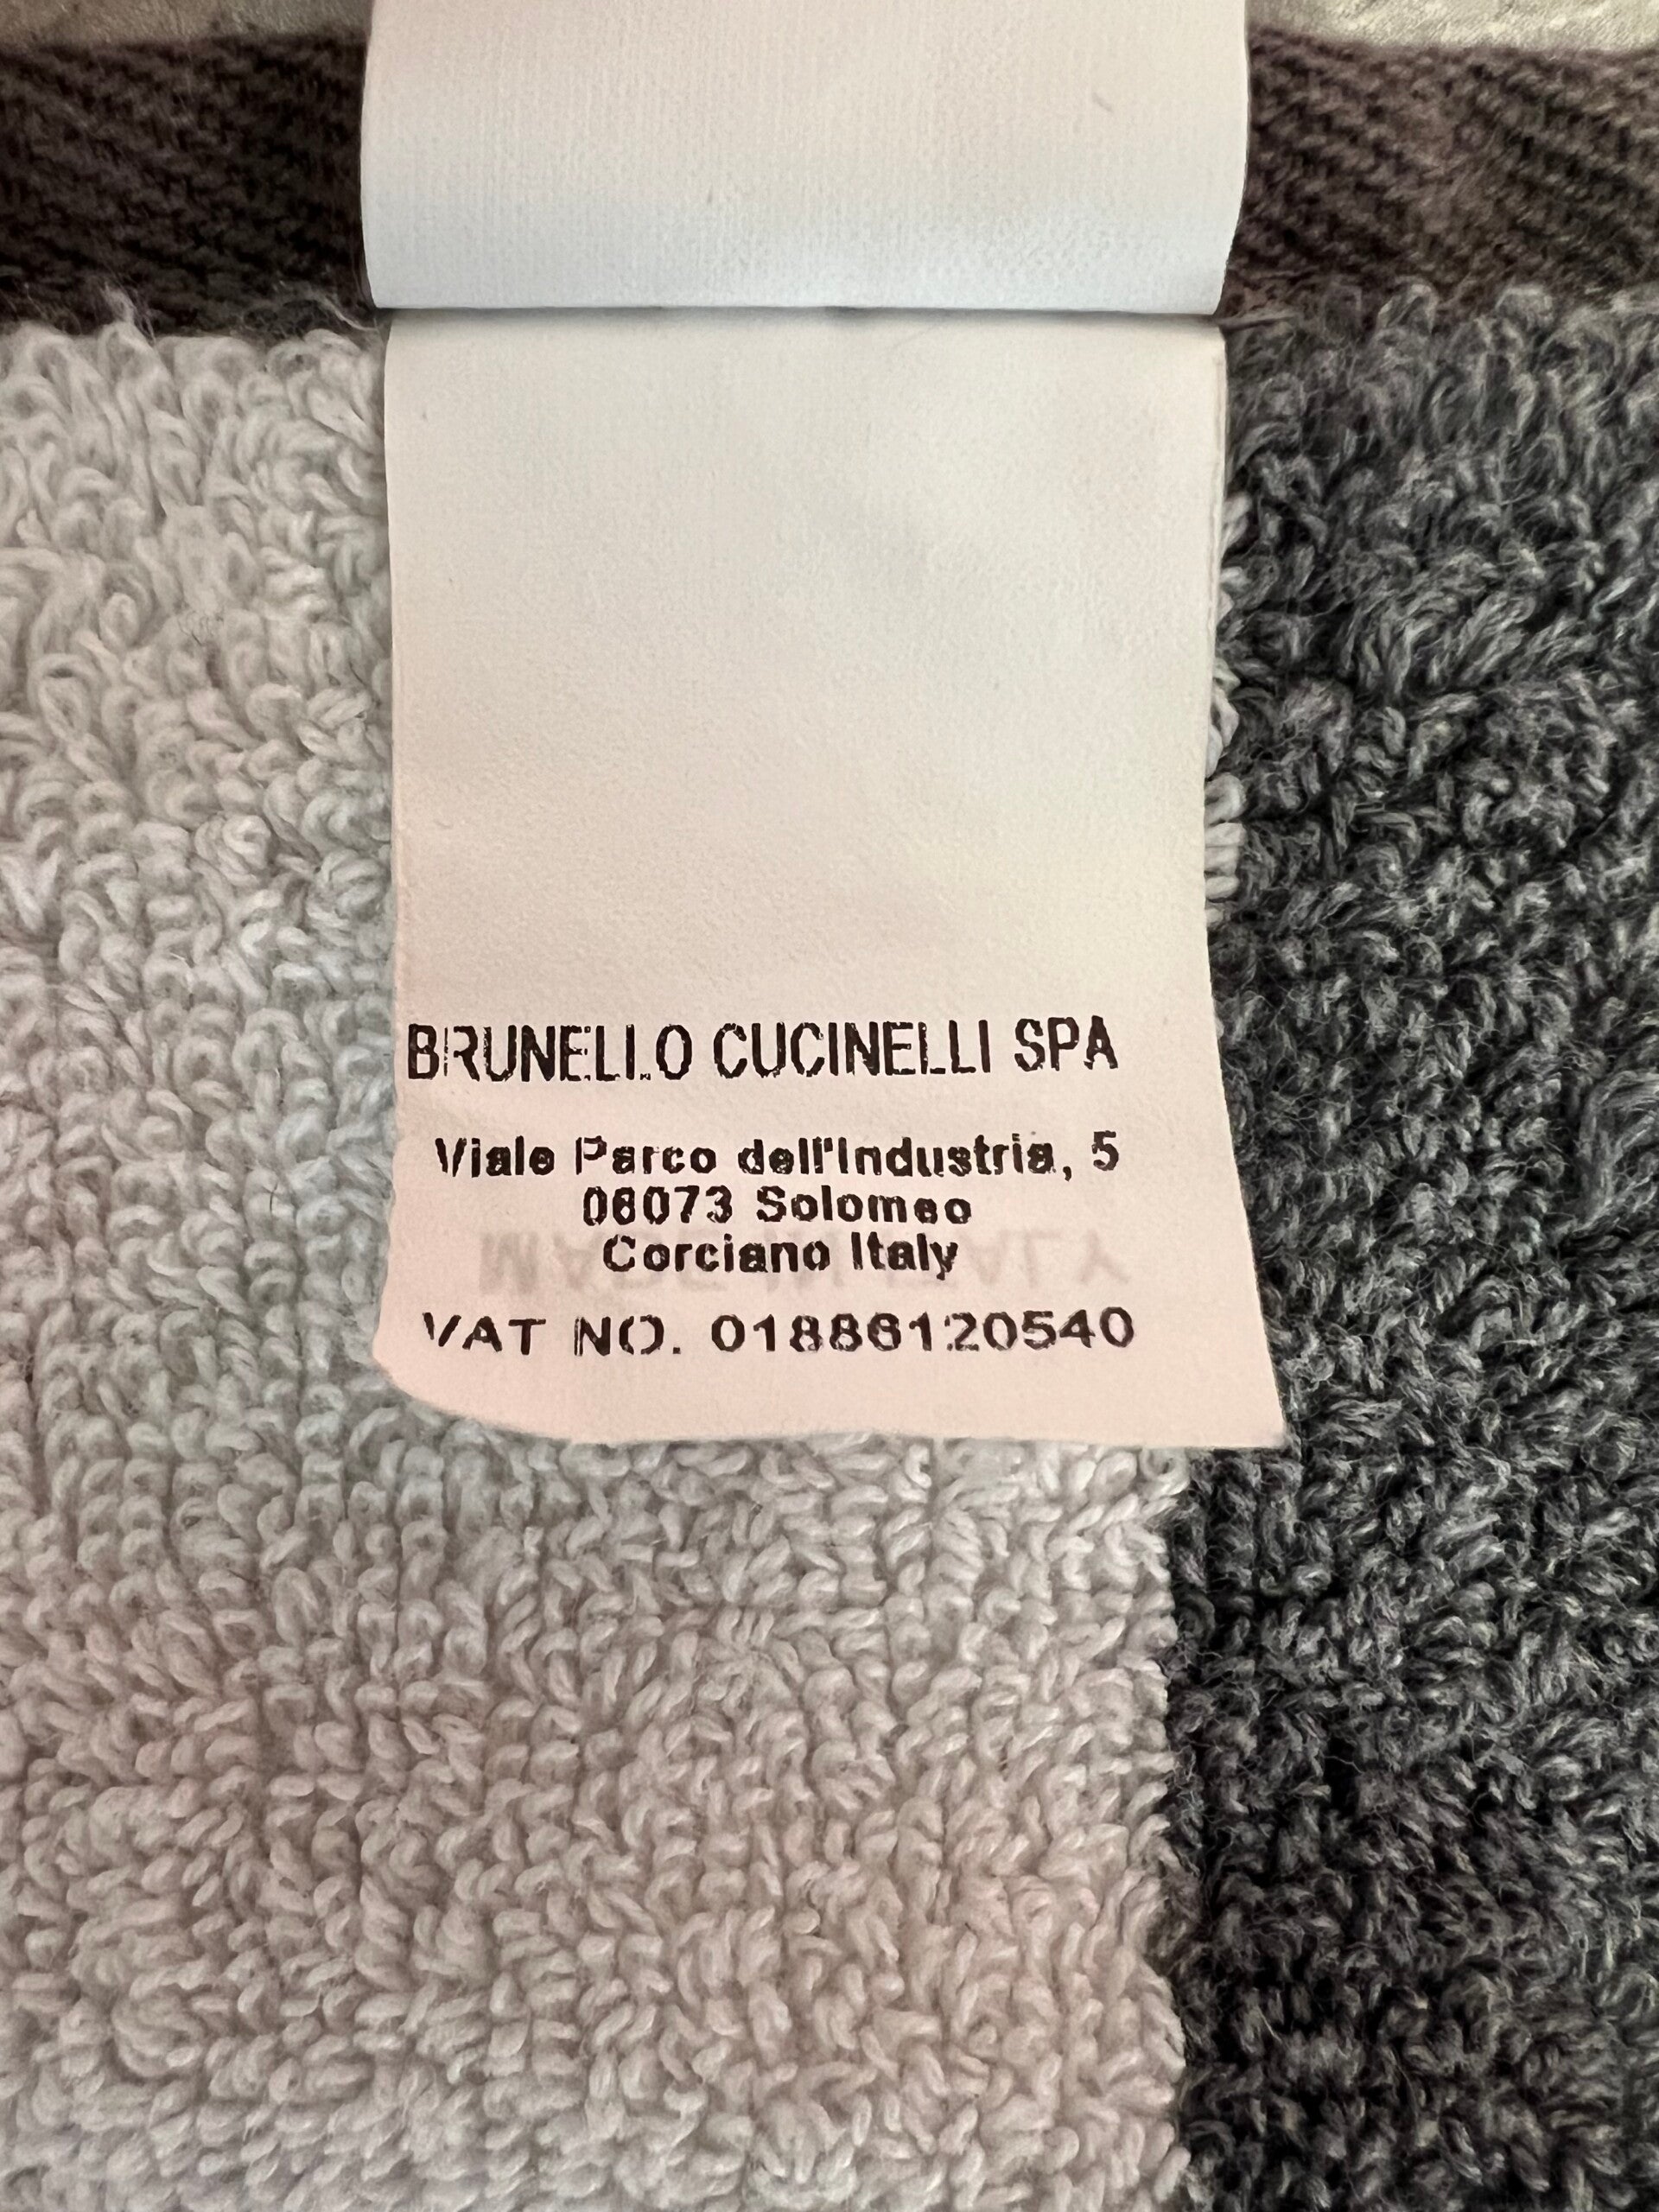 BRUNELLO CUCINELLI SPA
Viale Parco dell'Industria, 5
06073 Solomeo
Corciano Italy
VAT NO. 01886120540